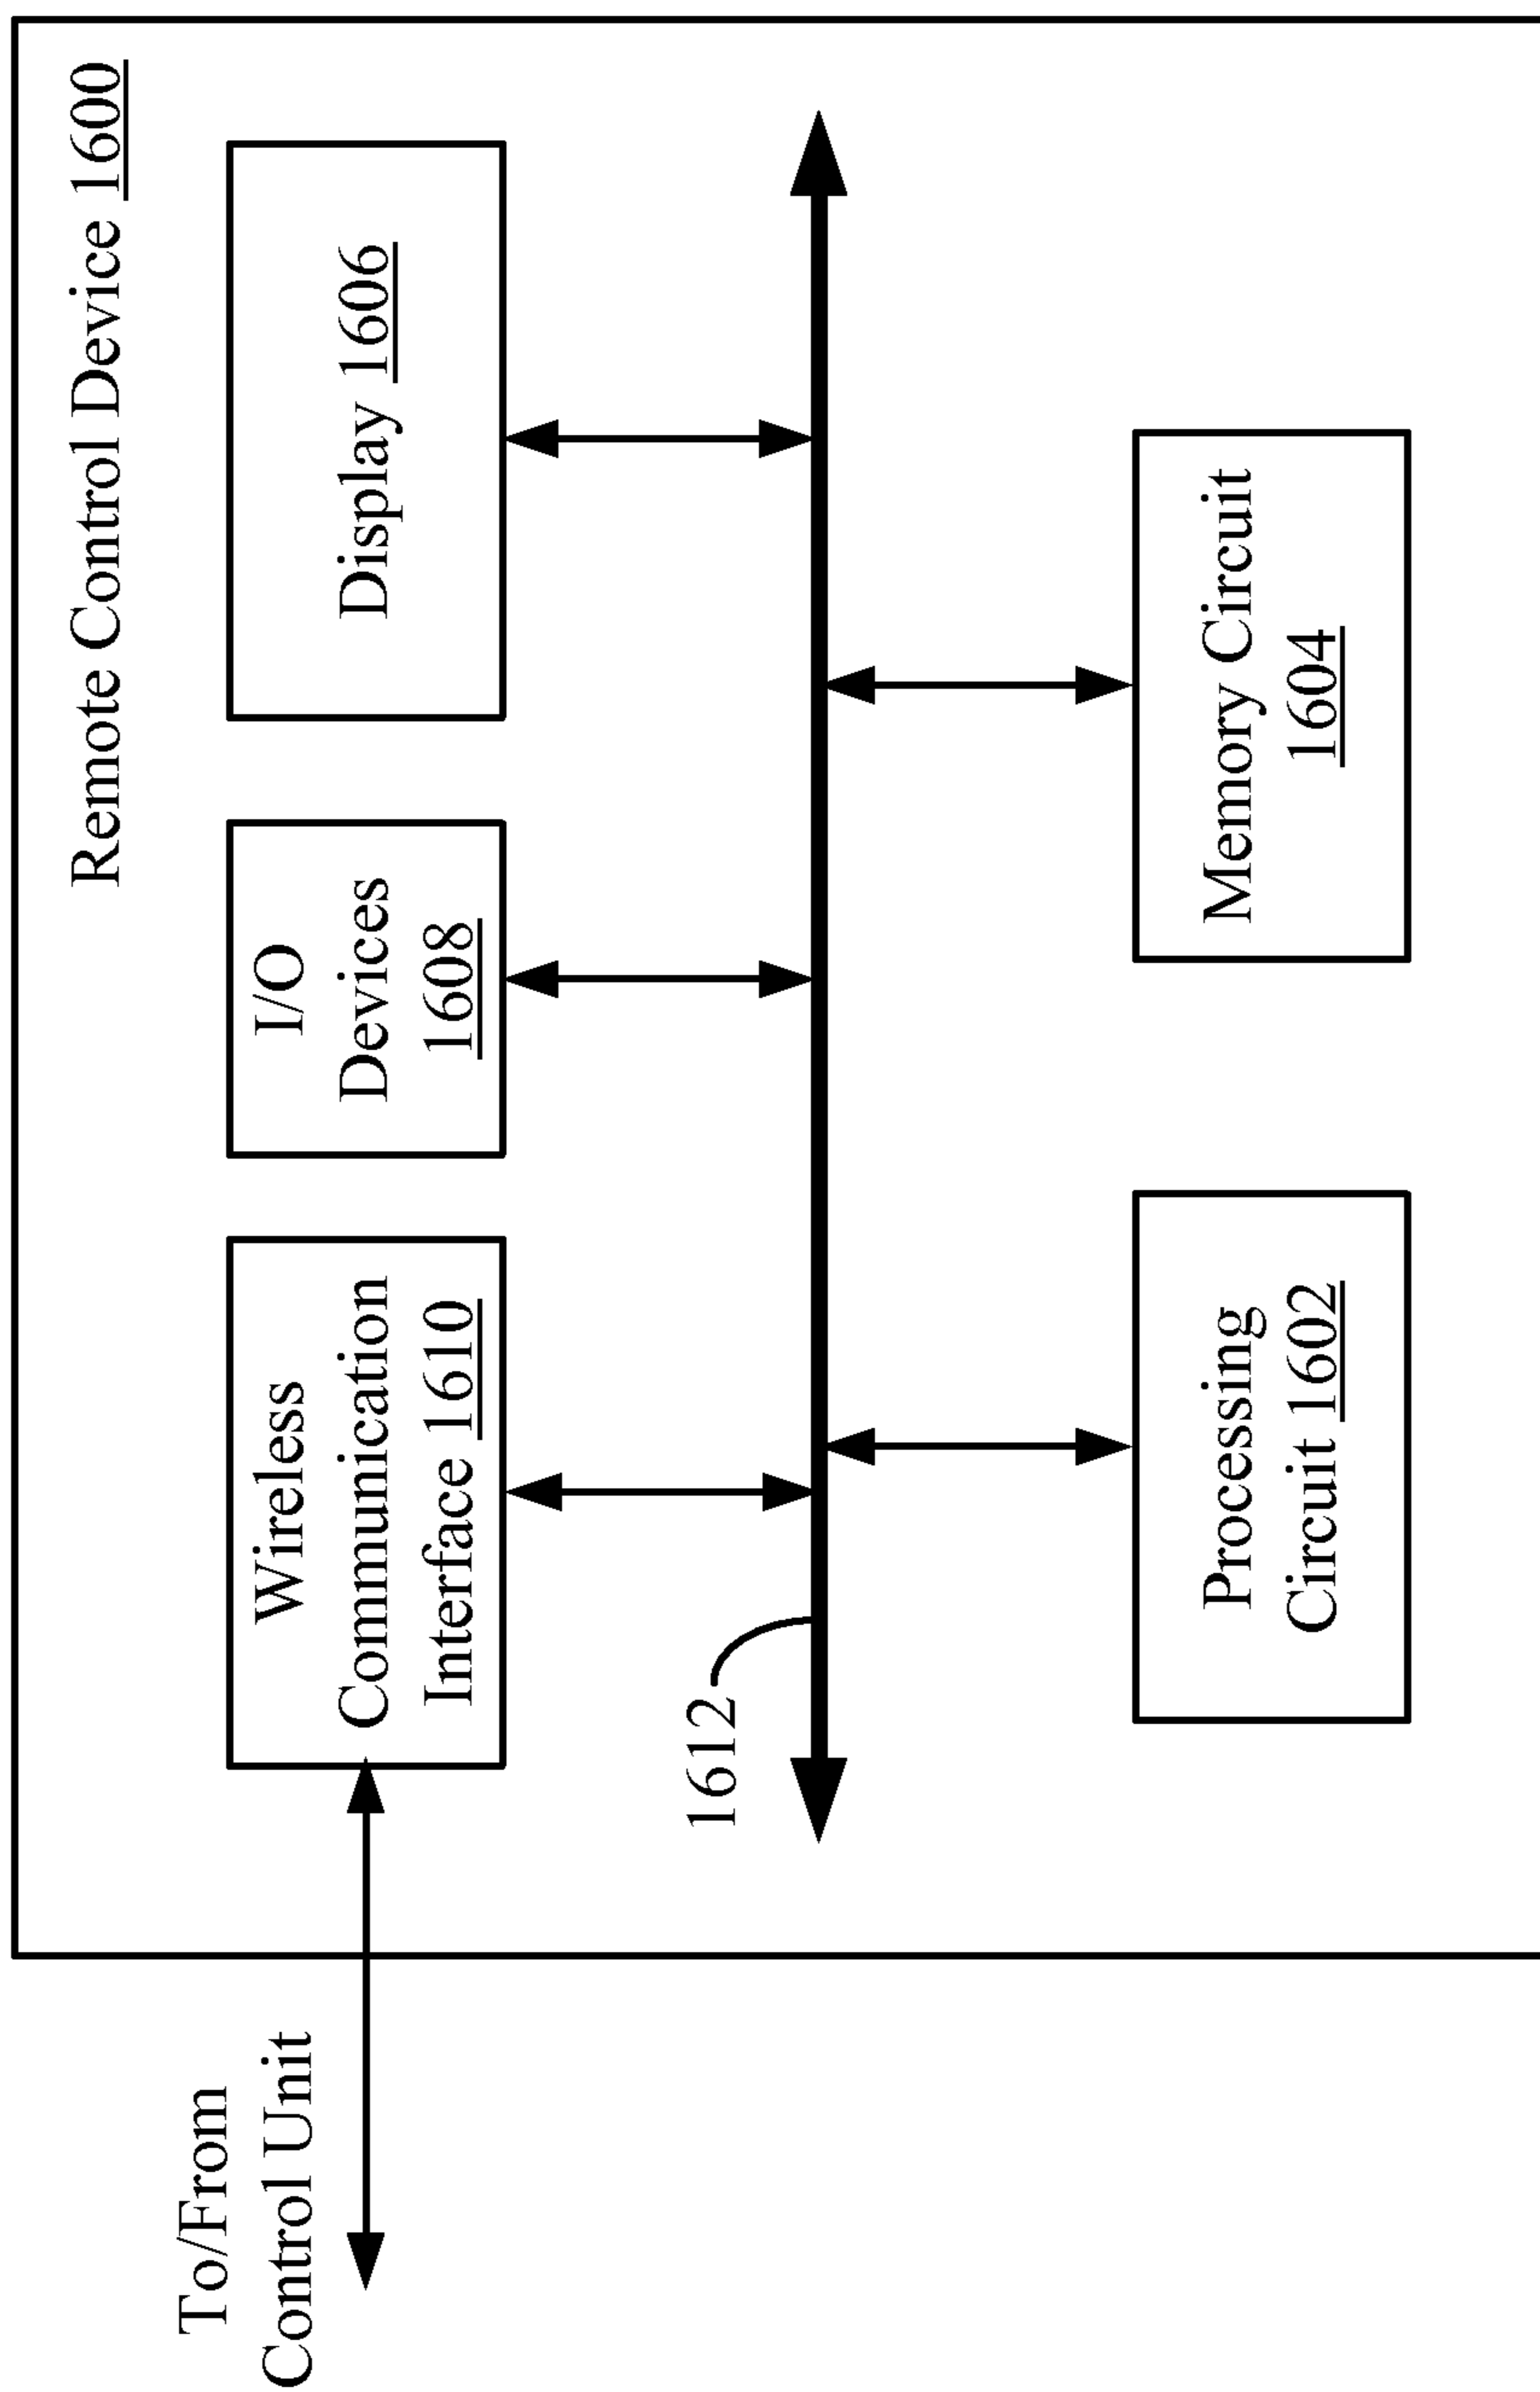 Remote Control Device 1600
To/From
Control Unit
Wireless
Communication
Interface 1610
I/O
Devices
1608
Display 1606
1612
Processing
Circuit 1602
Memory Circuit
1604